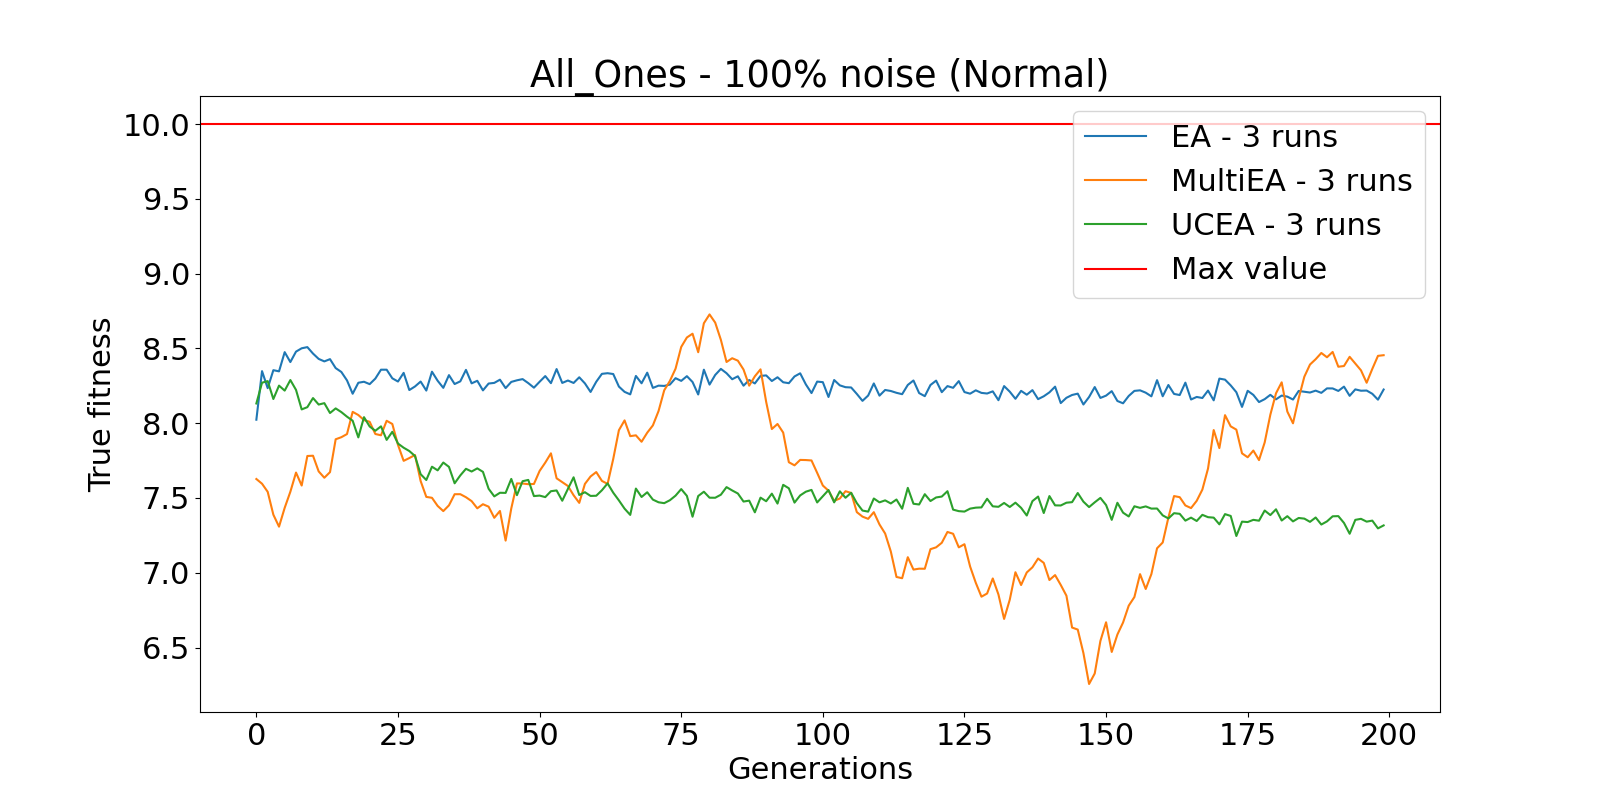 All_Ones - 100% noise (Normal)
10.0
9.5
9.0
8.5
8.0
7.5
7.0
6.5
True fitness
EA - 3 runs
MultiEA - 3 runs
UCEA - 3 runs
Max value
0 25 50 75 100 125 150 175 200
Generations